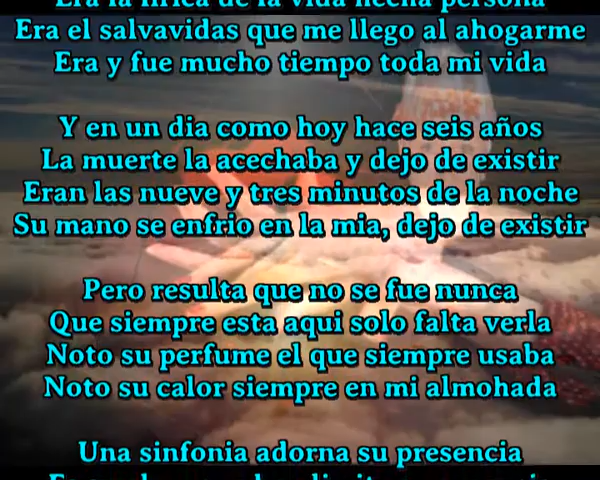 Era la lirica de la vida hecha persona
Era el salvavidas que me llego al ahogarme
Era y fue mucho tiempo toda mi vida
Y en un dia como hoy hace seis años
La muerte la acechaba y dejo de existir
Eran las nueve y tres minutos de la noche
Su mano se enfrio en la mia, dejo de existir
Pero resulta que no se fue nunca
Que siempre esta aqui solo falta verla
Noto su perfume el que siempre usaba
Noto su calor siempre en mi almohada
Una sinfonia adorna su presencia